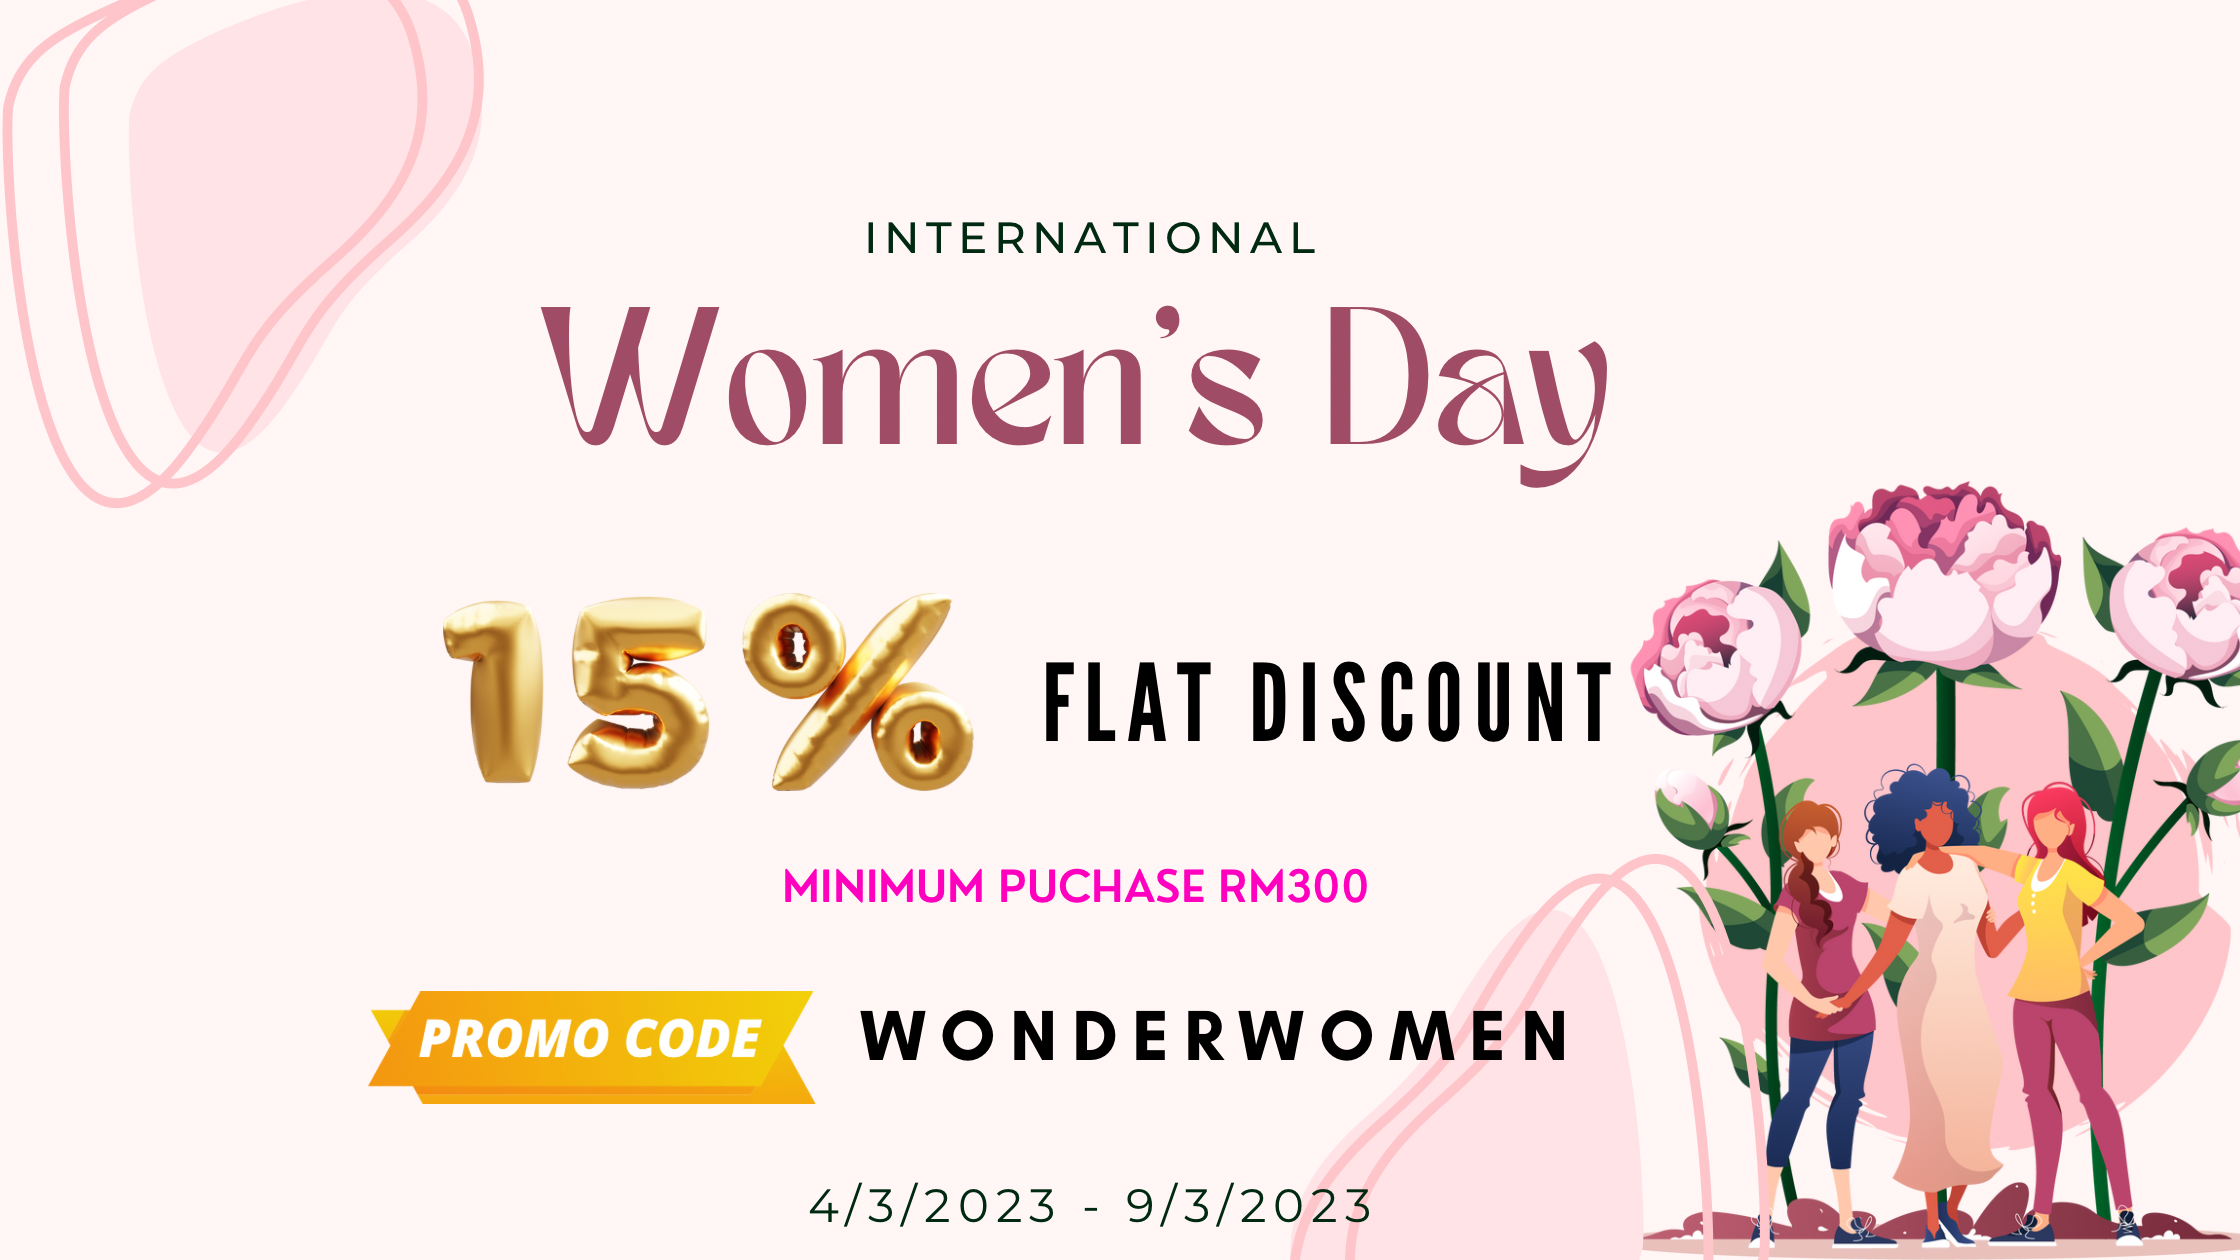 INTERNATIONAL
Women's Day
15% FLAT DISCOUNT
MINIMUM PUCHASE RM300
PROMO CODE WONDERWOMEN
4/3/2023 - 9/3/2023